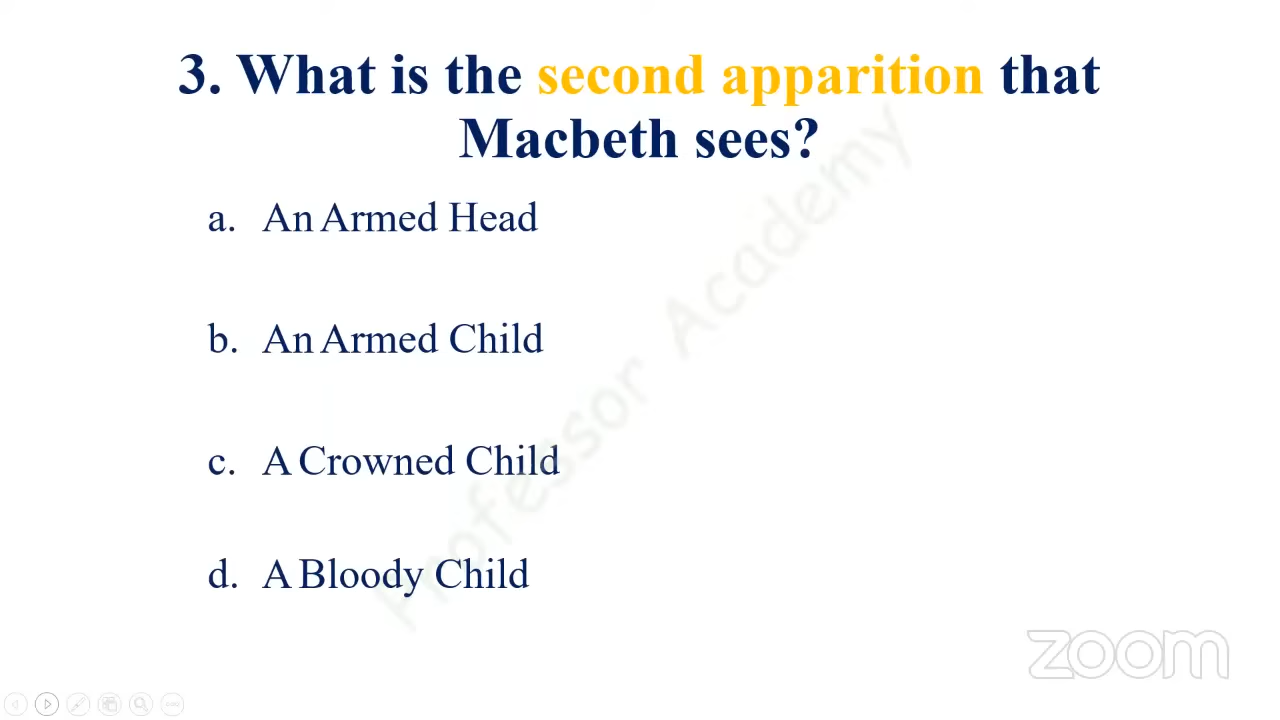 3. What is the second apparition that
Macbeth sees?
a. An Armed Head
b. An Armed Child
c. A Crowned Child
d. A Bloody Child
Professor Academy
zoom